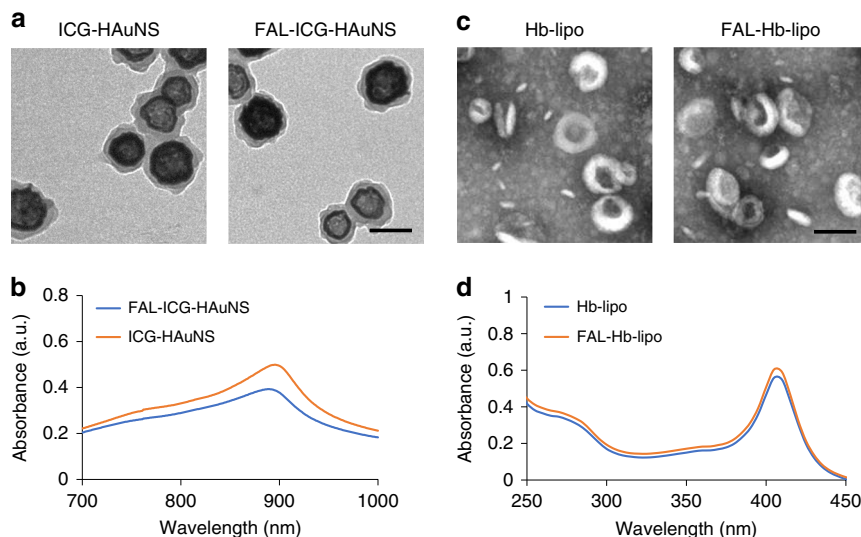 a
ICG-HAuNS
FAL-ICG-HAuNS
b
Absorbance (a.u.)
0.8
0.6
0.4
0.2
0
FAL-ICG-HAuNS
ICG-HAuNS
700
800
900
1000
Wavelength (nm)
c
Hb-lipo
FAL-Hb-lipo
d
Absorbance (a.u.)
1
0.8
0.6
0.4
0.2
0
Hb-lipo
FAL-Hb-lipo
250
300
350
400
450
Wavelength (nm)